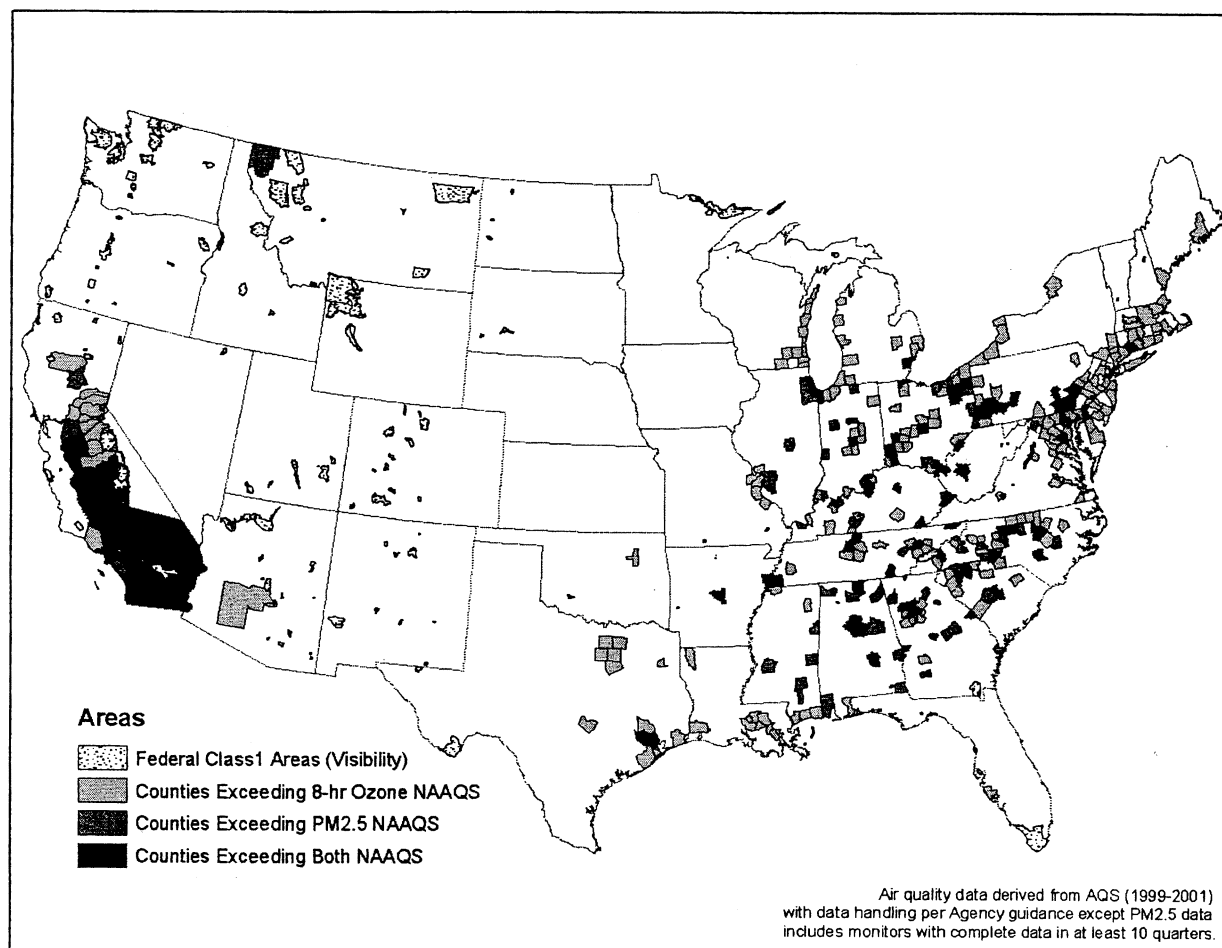 Areas
Federal Class1 Areas (Visibility)
Counties Exceeding 8-hr Ozone NAAQS
Counties Exceeding PM2.5 NAAQS
Counties Exceeding Both NAAQS
Air quality data derived from AQS (1999-2001)
with data handling per Agency guidance except PM2.5 data
includes monitors with complete data in at least 10 quarters.